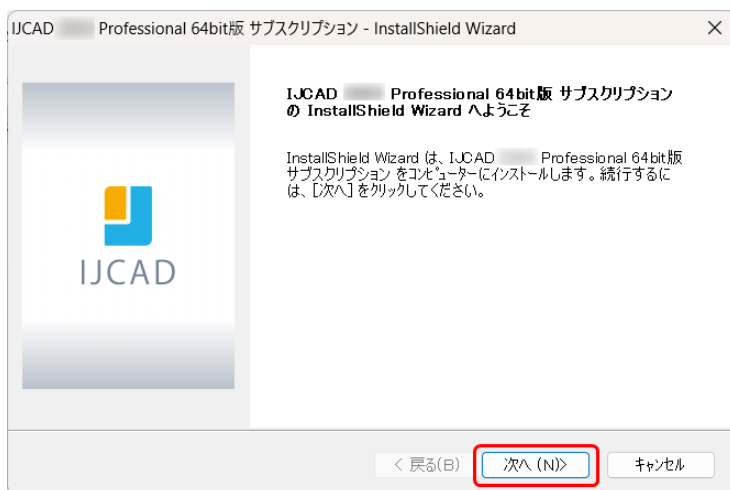 IJCAD Professional 64bit版 サブスクリプション - InstallShield Wizard
IJCAD Professional 64bit版 サブスクリプション
の InstallShield Wizard へようこそ
InstallShield Wizard は、IJCAD Professional 64bit版
サブスクリプション をコンピューターにインストールします。続行するに
は、[次へ] をクリックしてください。
IJCAD
< 戻る(B)
次へ (N)>
キャンセル